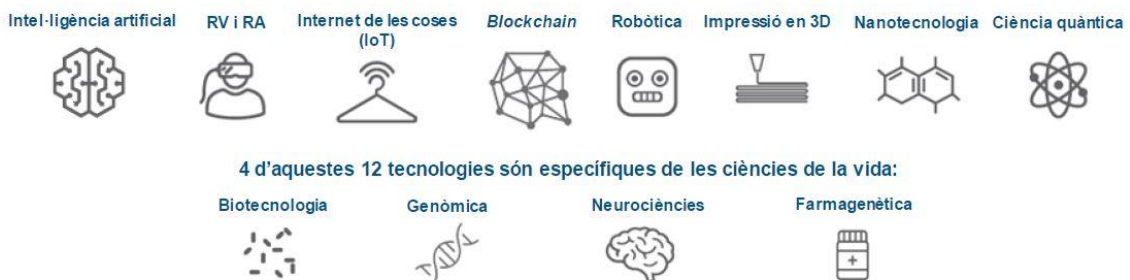 Intel·ligència artificial
RV i RA
Internet de les coses
(IoT)
Blockchain
Robòtica
Impressió en 3D
Nanotecnologia
Ciència quàntica
4 d'aquestes 12 tecnologies són específiques de les ciències de la vida:
Biotecnologia
Genòmica
Neurociències
Farmagenètica